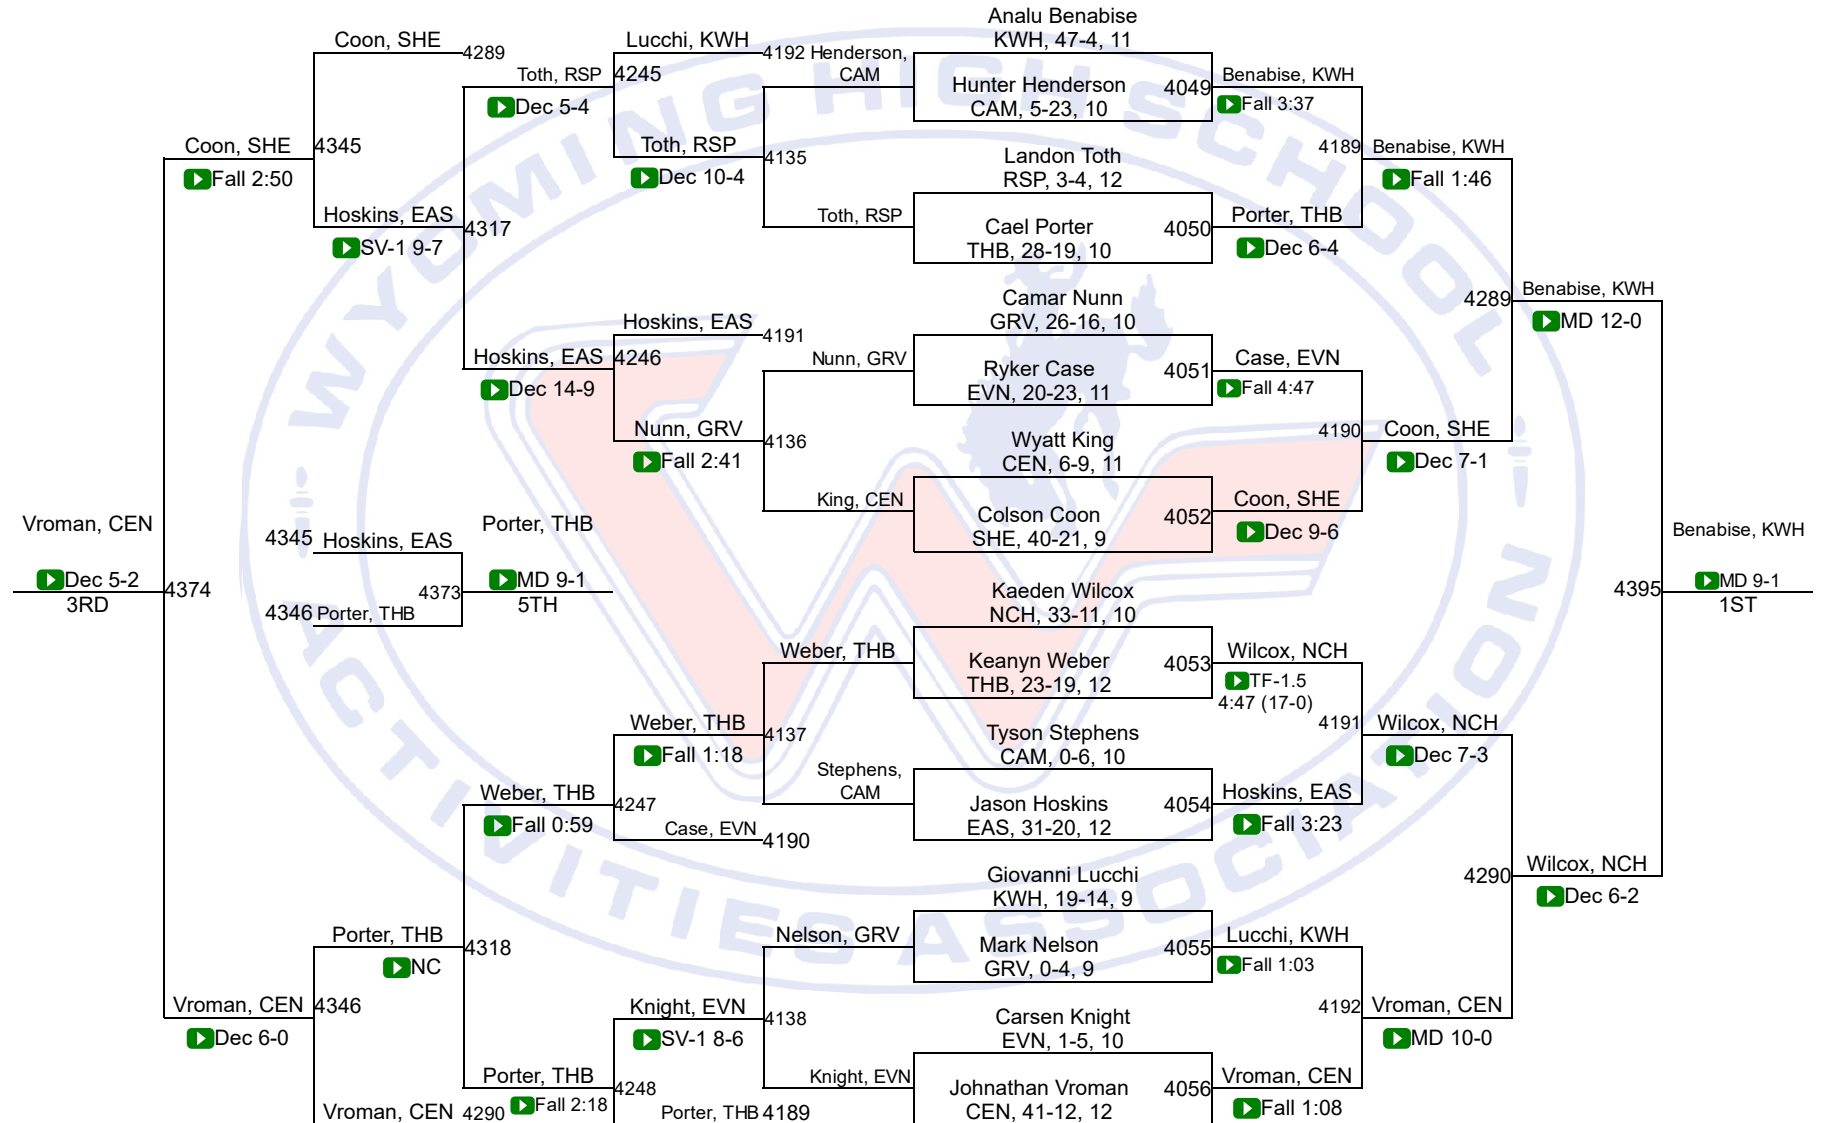 Analu Benabise
Coon, SHE
4289
Lucchi, KWH
4192
Henderson,
CAM
KWH, 47-4, 11
Toth, RSP
4245
Dec 5-4
Hunter Henderson
CAM, 5-23, 10
4049
Benabise, KWH
Fall 3:37
Coon, SHE
4345
Fall 2:50
Toth, RSP
4135
Dec 10-4
Landon Toth
RSP, 3-4, 12
4189
Benabise, KWH
Fall 1:46
Hoskins, EAS
4317
SV-1 9-7
Toth, RSP
Cael Porter
THB, 28-19, 10
4050
Porter, THB
Dec 6-4
Camar Nunn
GRV, 26-16, 10
4289
Benabise, KWH
MD 12-0
Hoskins, EAS
4191
Hoskins, EAS
4246
Dec 14-9
Nunn, GRV
Ryker Case
EVN, 20-23, 11
4051
Case, EVN
Fall 4:47
Nunn, GRV
4136
Fall 2:41
Wyatt King
CEN, 6-9, 11
4190
Coon, SHE
Dec 7-1
King, CEN
Colson Coon
SHE, 40-21, 9
4052
Coon, SHE
Dec 9-6
Vroman, CEN
Dec 5-2
3RD
4374
4345
Hoskins, EAS
4346
Porter, THB
4373
Porter, THB
MD 9-1
5TH
Benabise, KWH
4395
MD 9-1
1ST
Kaeden Wilcox
NCH, 33-11, 10
Weber, THB
Keanyn Weber
THB, 23-19, 12
4053
Wilcox, NCH
TF-1.5
4:47 (17-0)
Weber, THB
4137
Fall 1:18
Tyson Stephens
CAM, 0-6, 10
4191
Wilcox, NCH
Dec 7-3
Stephens,
CAM
Weber, THB
4247
Fall 0:59
Case, EVN
4190
Jason Hoskins
EAS, 31-20, 12
4054
Hoskins, EAS
Fall 3:23
Giovanni Lucchi
KWH, 19-14, 9
4290
Wilcox, NCH
Dec 6-2
Porter, THB
4318
NC
Nelson, GRV
Mark Nelson
GRV, 0-4, 9
4055
Lucchi, KWH
Fall 1:03
Vroman, CEN
4346
Dec 6-0
Knight, EVN
4138
SV-1 8-6
Carsen Knight
EVN, 1-5, 10
4192
Vroman, CEN
MD 10-0
Porter, THB
4248
Fall 2:18
Knight, EVN
Johnathan Vroman
CEN, 41-12, 12
4056
Vroman, CEN
Fall 1:08
Vroman, CEN
4290
Porter, THB
4189
WYOMING HIGH SCHOOL
ACTIVITIES ASSOCIATION